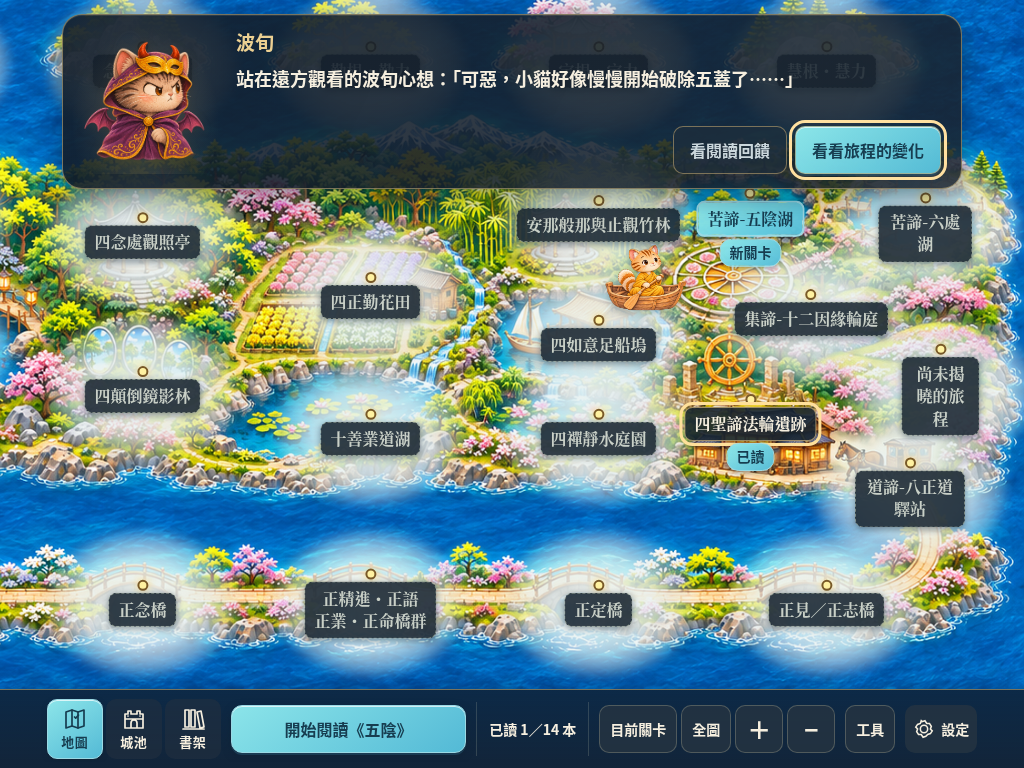 波旬
站在遠方觀看的波旬心想：「可惡，小貓好像慢慢開始破除五蓋了⋯⋯」
慧根・慧力
看閱讀回饋
看看旅程的變化
四念處觀照亭
安那般那與止觀竹林
苦諦-五陰湖
新關卡
苦諦-六處
湖
四正勤花田
集諦-十二因緣輪庭
四如意足船塢
四顛倒鏡影林
尚未揭
曉的旅
程
十善業道湖
四禪靜水庭園
四聖諦法輪遺跡
已讀
道諦-八正道
驛站
正念橋
正精進・正語
正業・正命橋群
正定橋
正見／正志橋
地圖
城池
書架
開始閱讀《五陰》
已讀 1／14 本
目前關卡
全圖
+
−
工具
設定